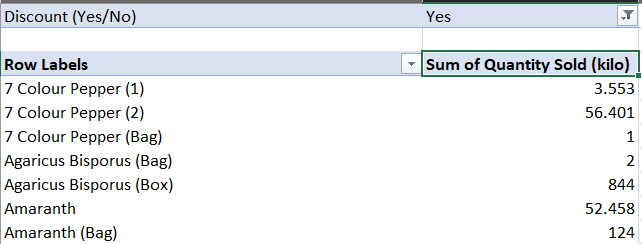 Discount (Yes/No) Yes
Row Labels Sum of Quantity Sold (kilo)
7 Colour Pepper (1) 3.553
7 Colour Pepper (2) 56.401
7 Colour Pepper (Bag) 1
Agaricus Bisporus (Bag) 2
Agaricus Bisporus (Box) 844
Amaranth 52.458
Amaranth (Bag) 124